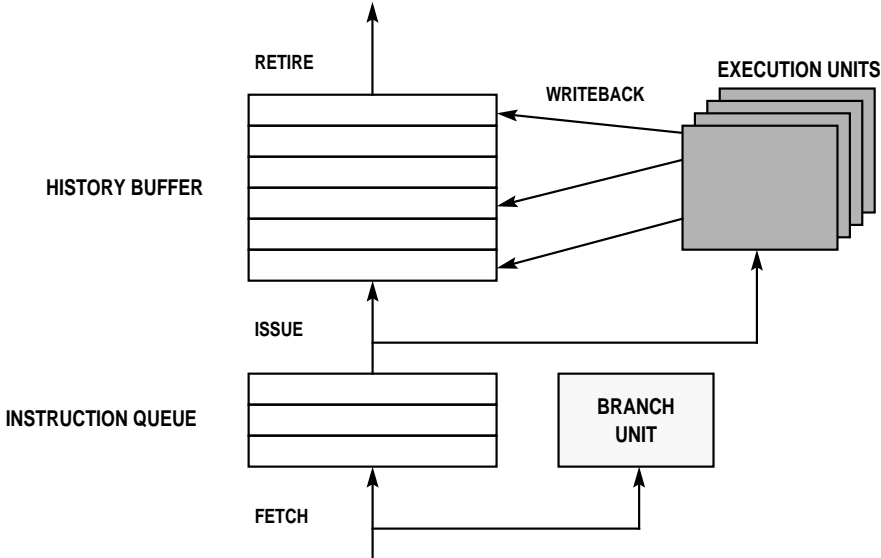 RETIRE
EXECUTION UNITS
WRITEBACK
HISTORY BUFFER
ISSUE
INSTRUCTION QUEUE
BRANCH
UNIT
FETCH